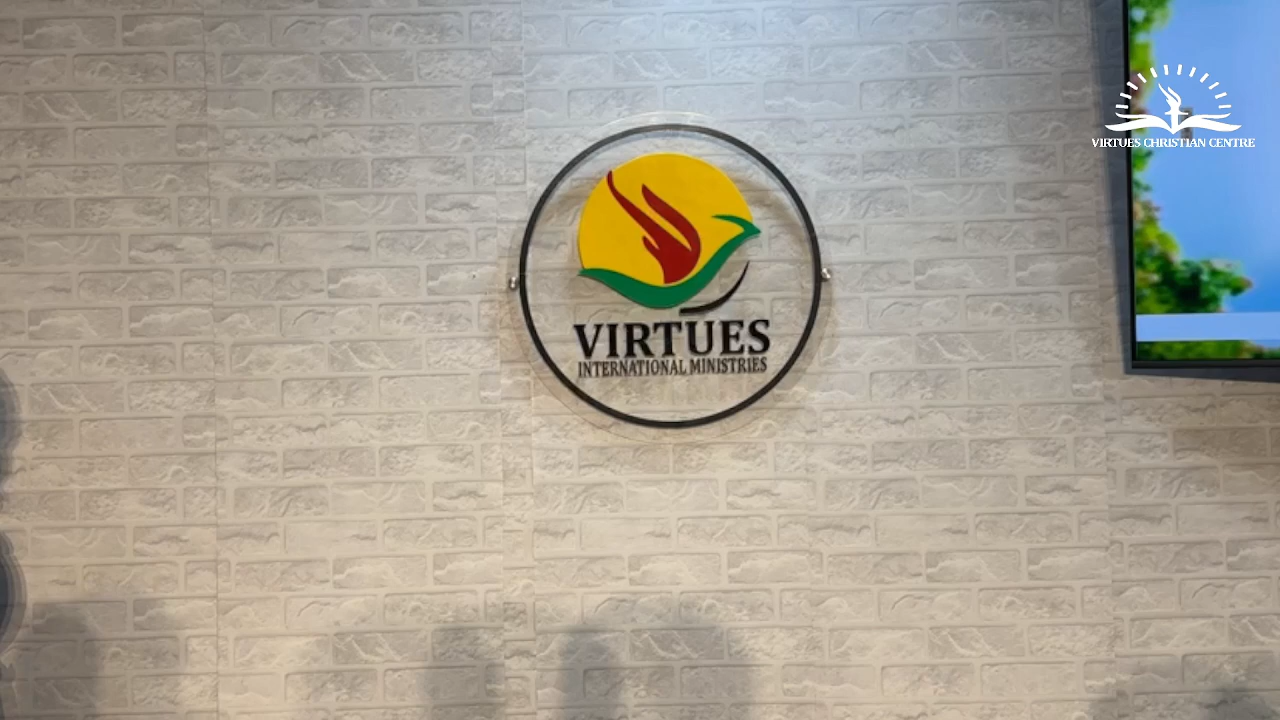 VIRTUES CHRISTIAN CENTRE
VIRTUES
INTERNATIONAL MINISTRIES